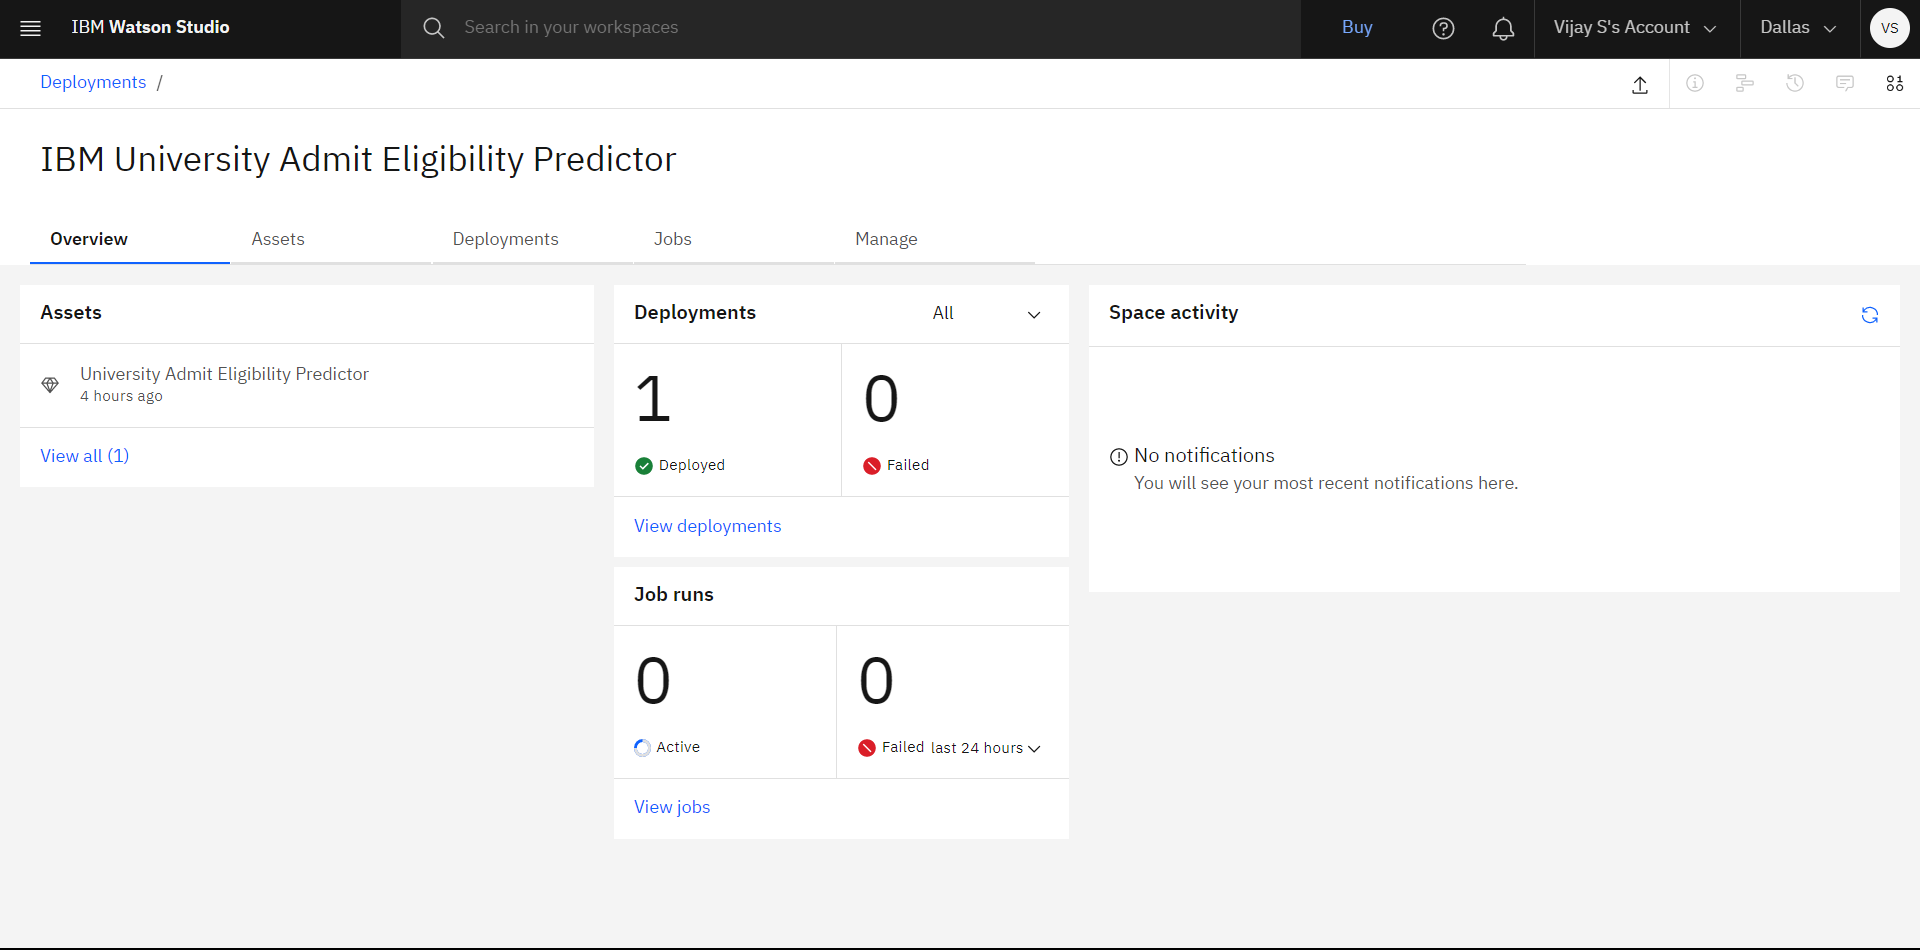 IBM Watson Studio
Search in your workspaces
Buy
Vijay S's Account
Dallas
VS
Deployments /
IBM University Admit Eligibility Predictor
Overview
Assets
Deployments
Jobs
Manage
Assets
University Admit Eligibility Predictor
4 hours ago
View all (1)
Deployments
All
1
Deployed
0
Failed
View deployments
Job runs
0
Active
0
Failed last 24 hours
View jobs
Space activity
No notifications
You will see your most recent notifications here.